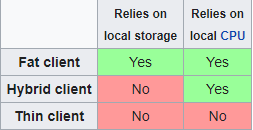 Relies on Relies on
local storage local CPU
Fat client Yes Yes
Hybrid client No Yes
Thin client No No